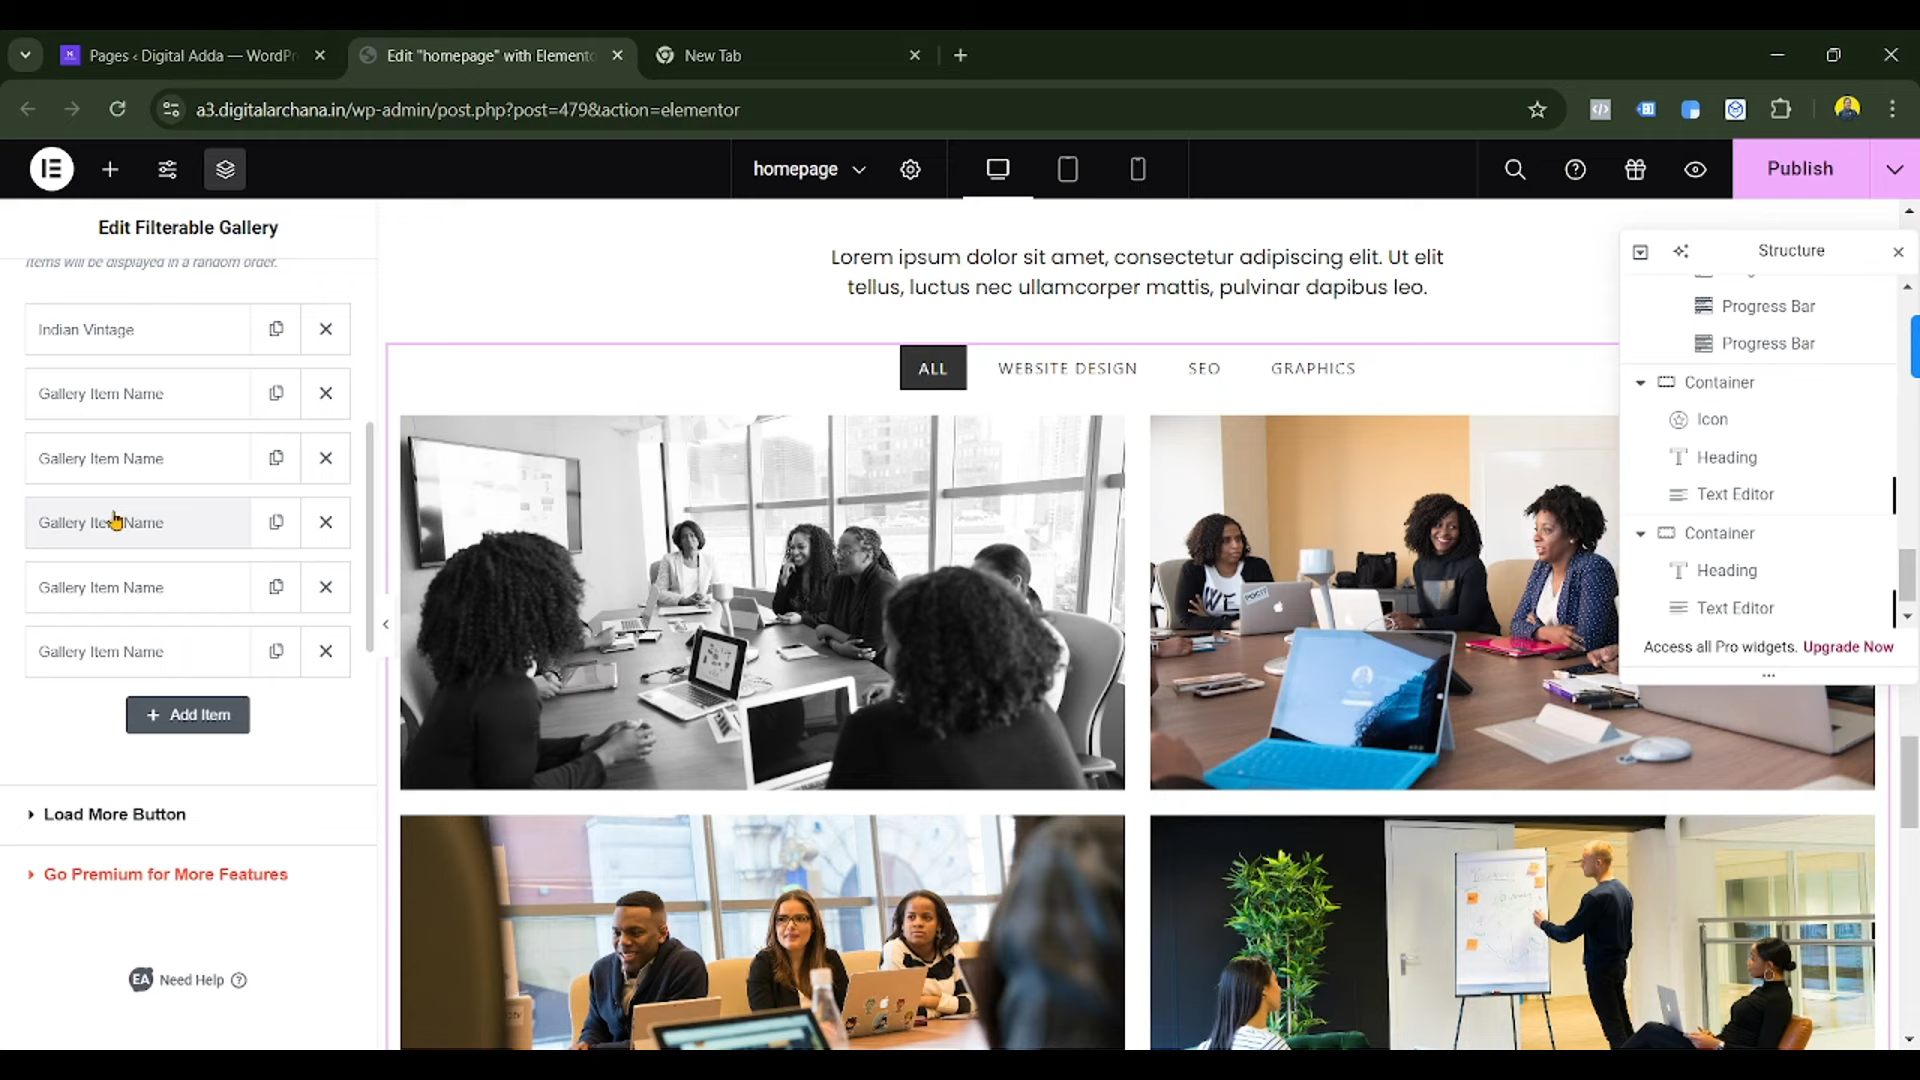 Pages ‹ Digital Adda — WordPr
Edit "homepage" with Elemento
New Tab
a3.digitalarchana.in/wp-admin/post.php?post=479&action=elementor
homepage
Publish
Edit Filterable Gallery
Items will be displayed in a random order.
Indian Vintage
Gallery Item Name
Gallery Item Name
Gallery Item Name
Gallery Item Name
Gallery Item Name
+ Add Item
Load More Button
Go Premium for More Features
EA Need Help
Lorem ipsum dolor sit amet, consectetur adipiscing elit. Ut elit
tellus, luctus nec ullamcorper mattis, pulvinar dapibus leo.
ALL
WEBSITE DESIGN
SEO
GRAPHICS
Structure
Progress Bar
Progress Bar
Container
Icon
Heading
Text Editor
Container
Heading
Text Editor
Access all Pro widgets. Upgrade Now